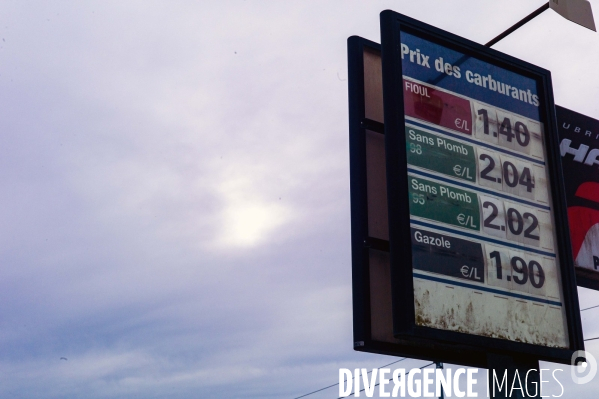 Prix des carburants
FIOUL
€/L
1.40
Sans Plomb
98
€/L
2.04
Sans Plomb
95
€/L
2.02
Gazole
€/L
1.90
DIVERGENCE IMAGES